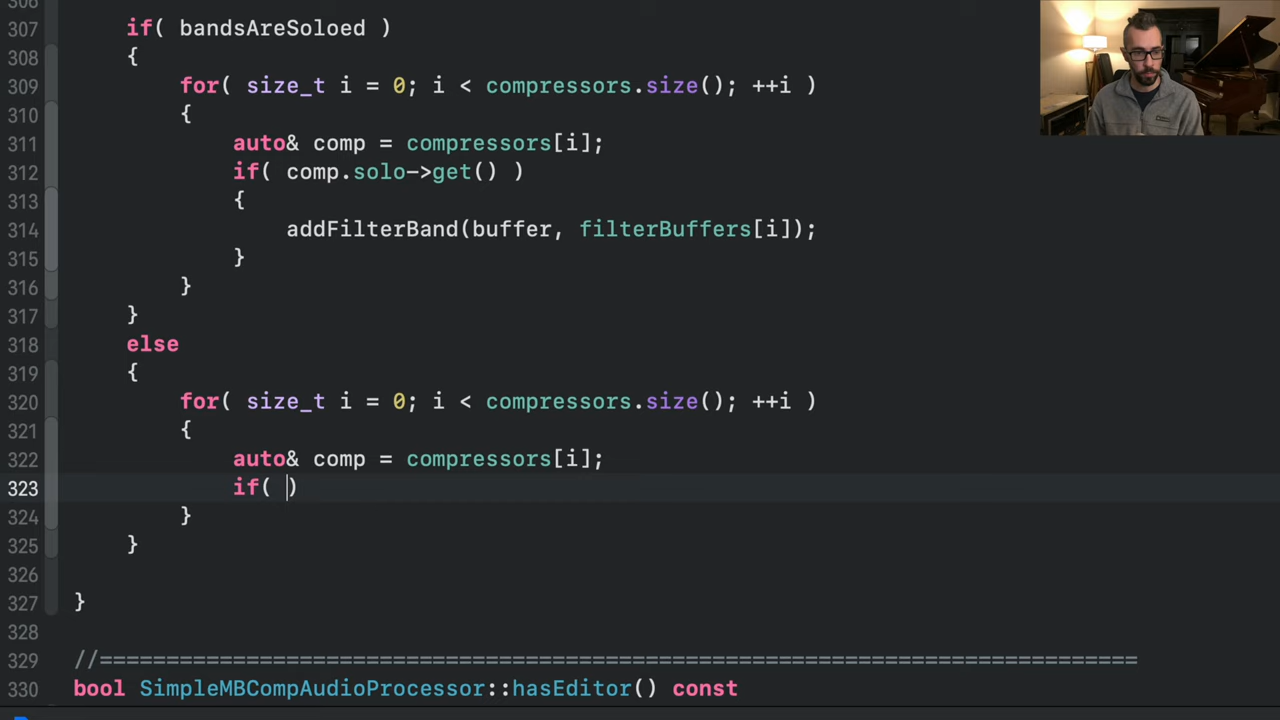 306
307 if( bandsAreSoloed )
308 {
309 for( size_t i = 0; i < compressors.size(); ++i )
310 {
311 auto& comp = compressors[i];
312 if( comp.solo->get() )
313 {
314 addFilterBand(buffer, filterBuffers[i]);
315 }
316 }
317 }
318 else
319 {
320 for( size_t i = 0; i < compressors.size(); ++i )
321 {
322 auto& comp = compressors[i];
323 if( )
324 }
325 }
326
327 }
328
329 //==============================================================================
330 bool SimpleMBCompAudioProcessor::hasEditor() const